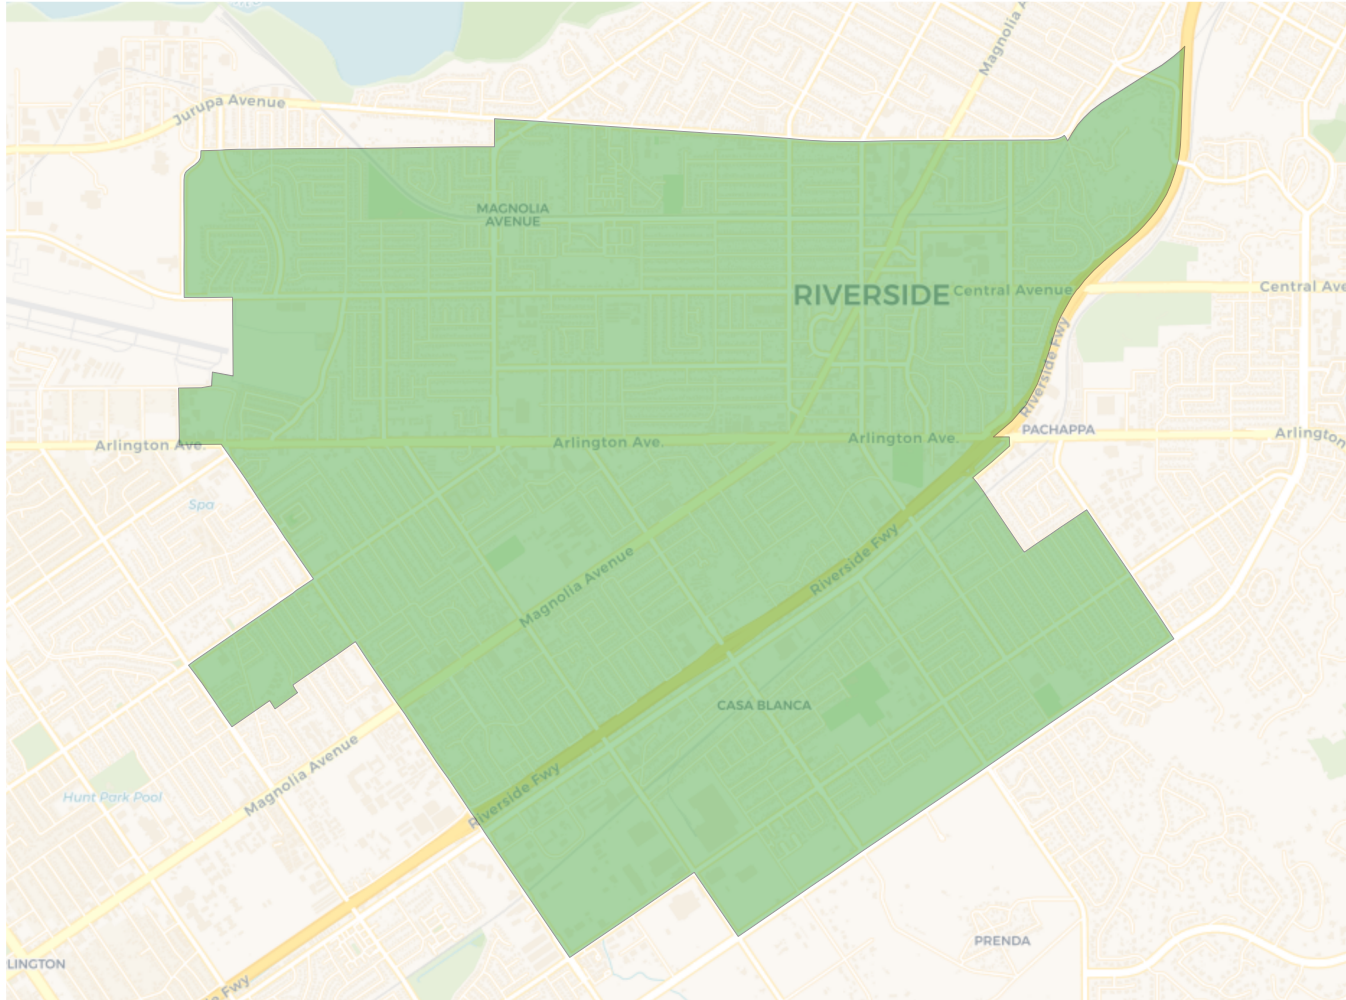 Magnolia A
Jurupa Avenue
MAGNOLIA
AVENUE
RIVERSIDE
Central Avenue
Central Ave
Riverside Fwy
Arlington Ave.
Arlington Ave.
Arlington Ave.
PACHAPPA
Arlington
Spa
Riverside Fwy
Magnolia Avenue
CASA BLANCA
Magnolia Avenue
Hunt Park Pool
Riverside Fwy
PRENDA
LINGTON
Fwy